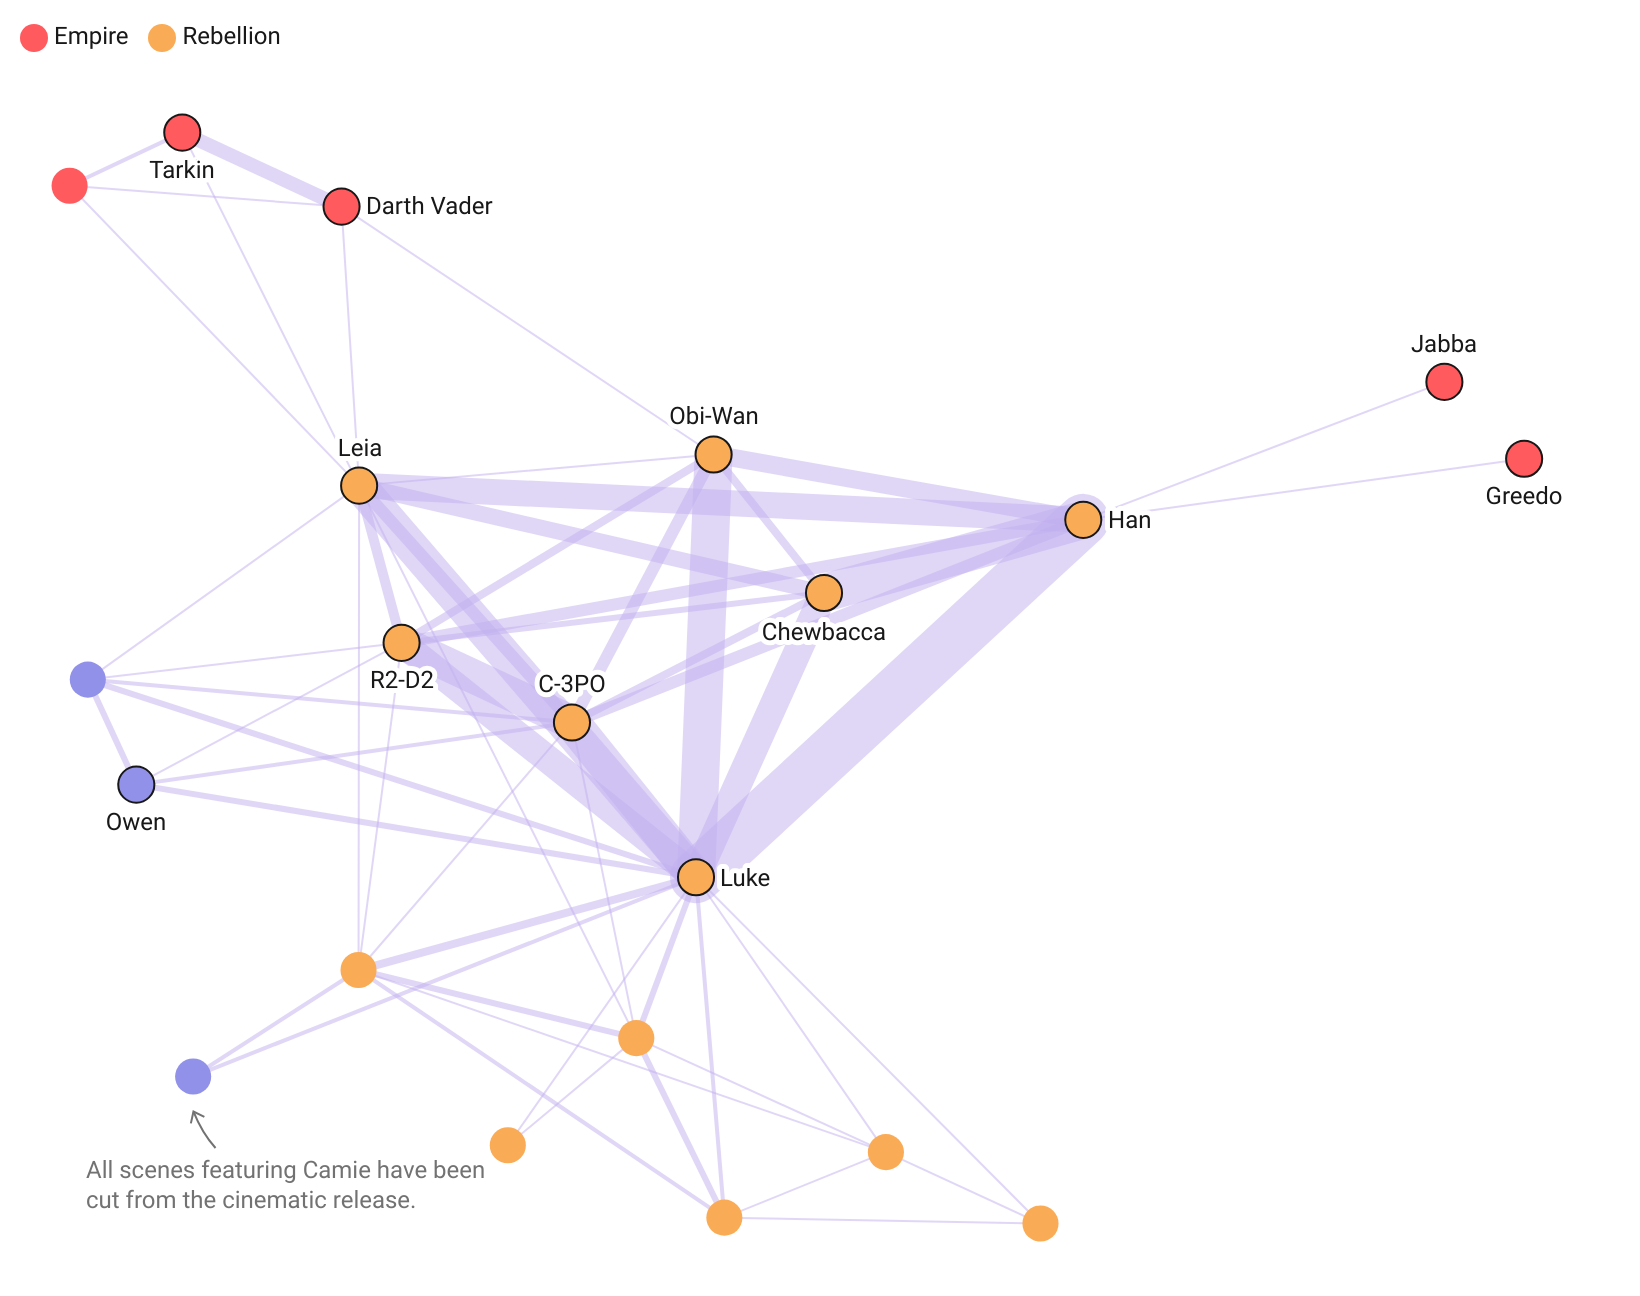 Empire
Rebellion
Tarkin
Darth Vader
Jabba
Obi-Wan
Leia
Greedo
Han
Chewbacca
R2-D2
C-3PO
Owen
Luke
All scenes featuring Camie have been
cut from the cinematic release.